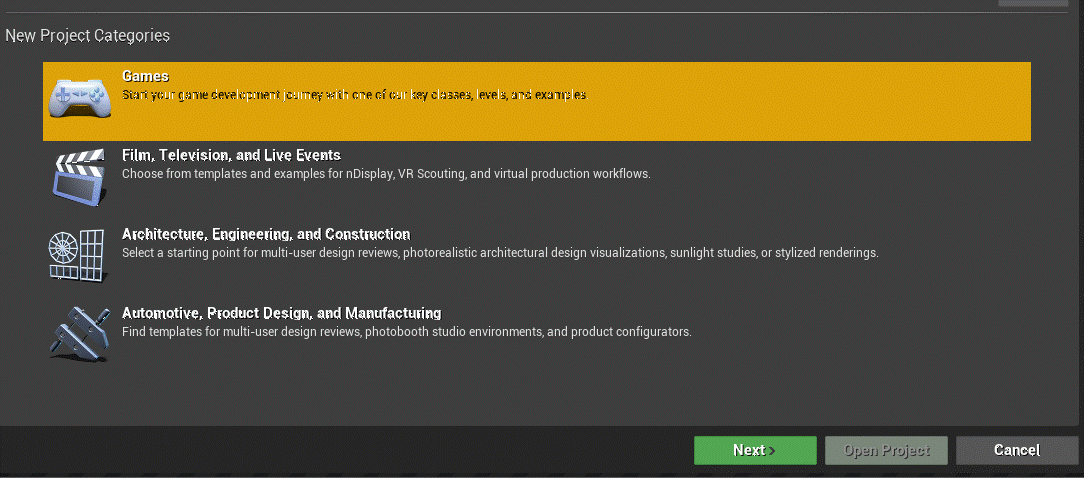 New Project Categories
Games
Start your game development journey with one of our key classes, levels, and examples
Film, Television, and Live Events
Choose from templates and examples for nDisplay, VR Scouting, and virtual production workflows.
Architecture, Engineering, and Construction
Select a starting point for multi-user design reviews, photorealistic architectural design visualizations, sunlight studies, or stylized renderings.
Automotive, Product Design, and Manufacturing
Find templates for multi-user design reviews, photobooth studio environments, and product configurators.
Next >
Open Project
Cancel